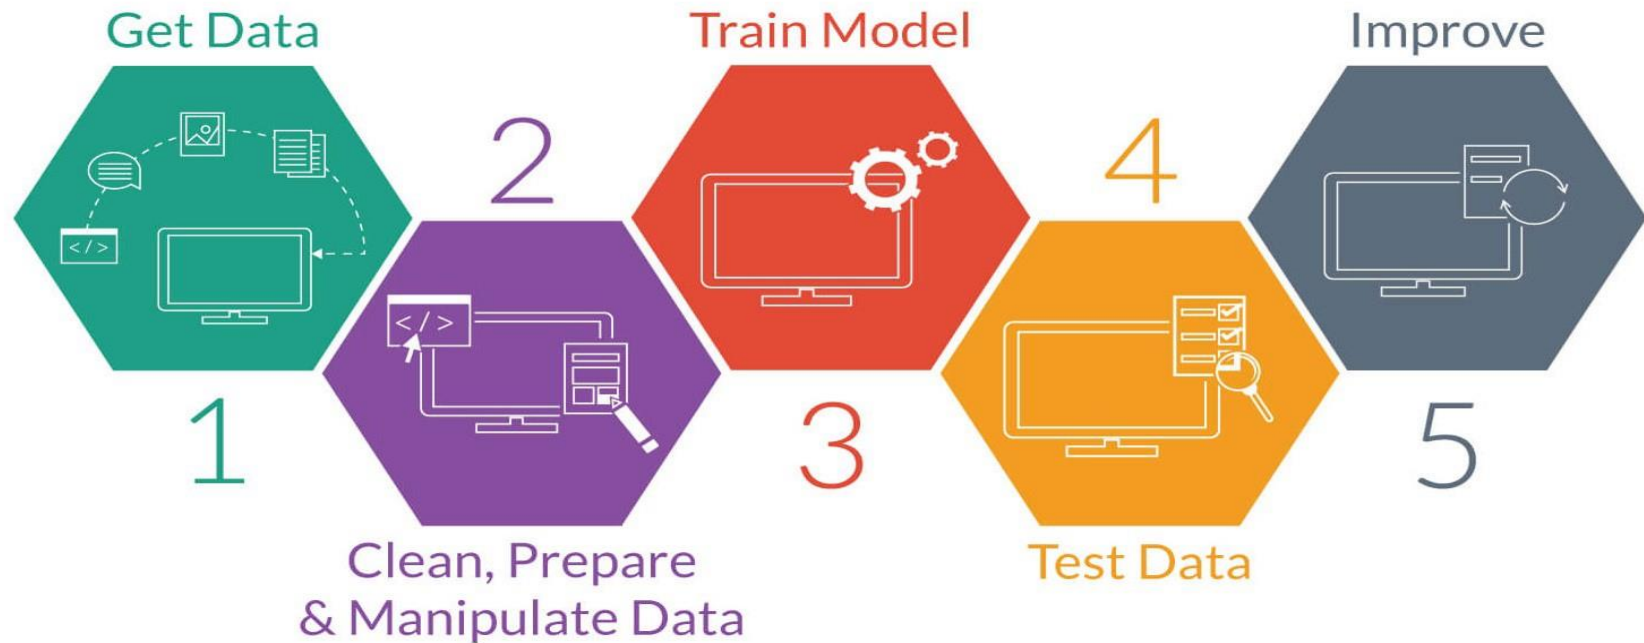 Get Data
1
</>
2
</>
Clean, Prepare
& Manipulate Data
Train Model
3
4
Test Data
Improve
5